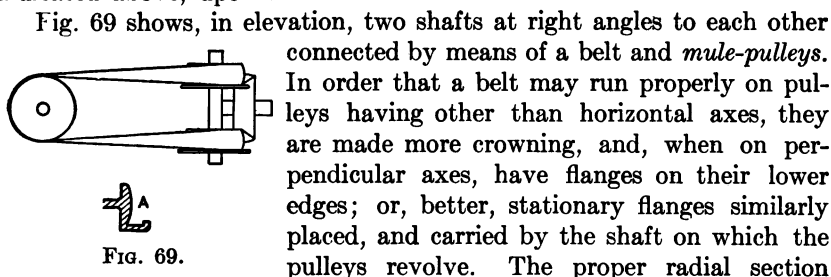 Fig. 69 shows, in elevation, two shafts at right angles to each other
connected by means of a belt and mule-pulleys.
In order that a belt may run properly on pul-
leys having other than horizontal axes, they
are made more crowning, and, when on per-
pendicular axes, have flanges on their lower
edges; or, better, stationary flanges similarly
placed, and carried by the shaft on which the
pulleys revolve. The proper radial section
A
FIG. 69.